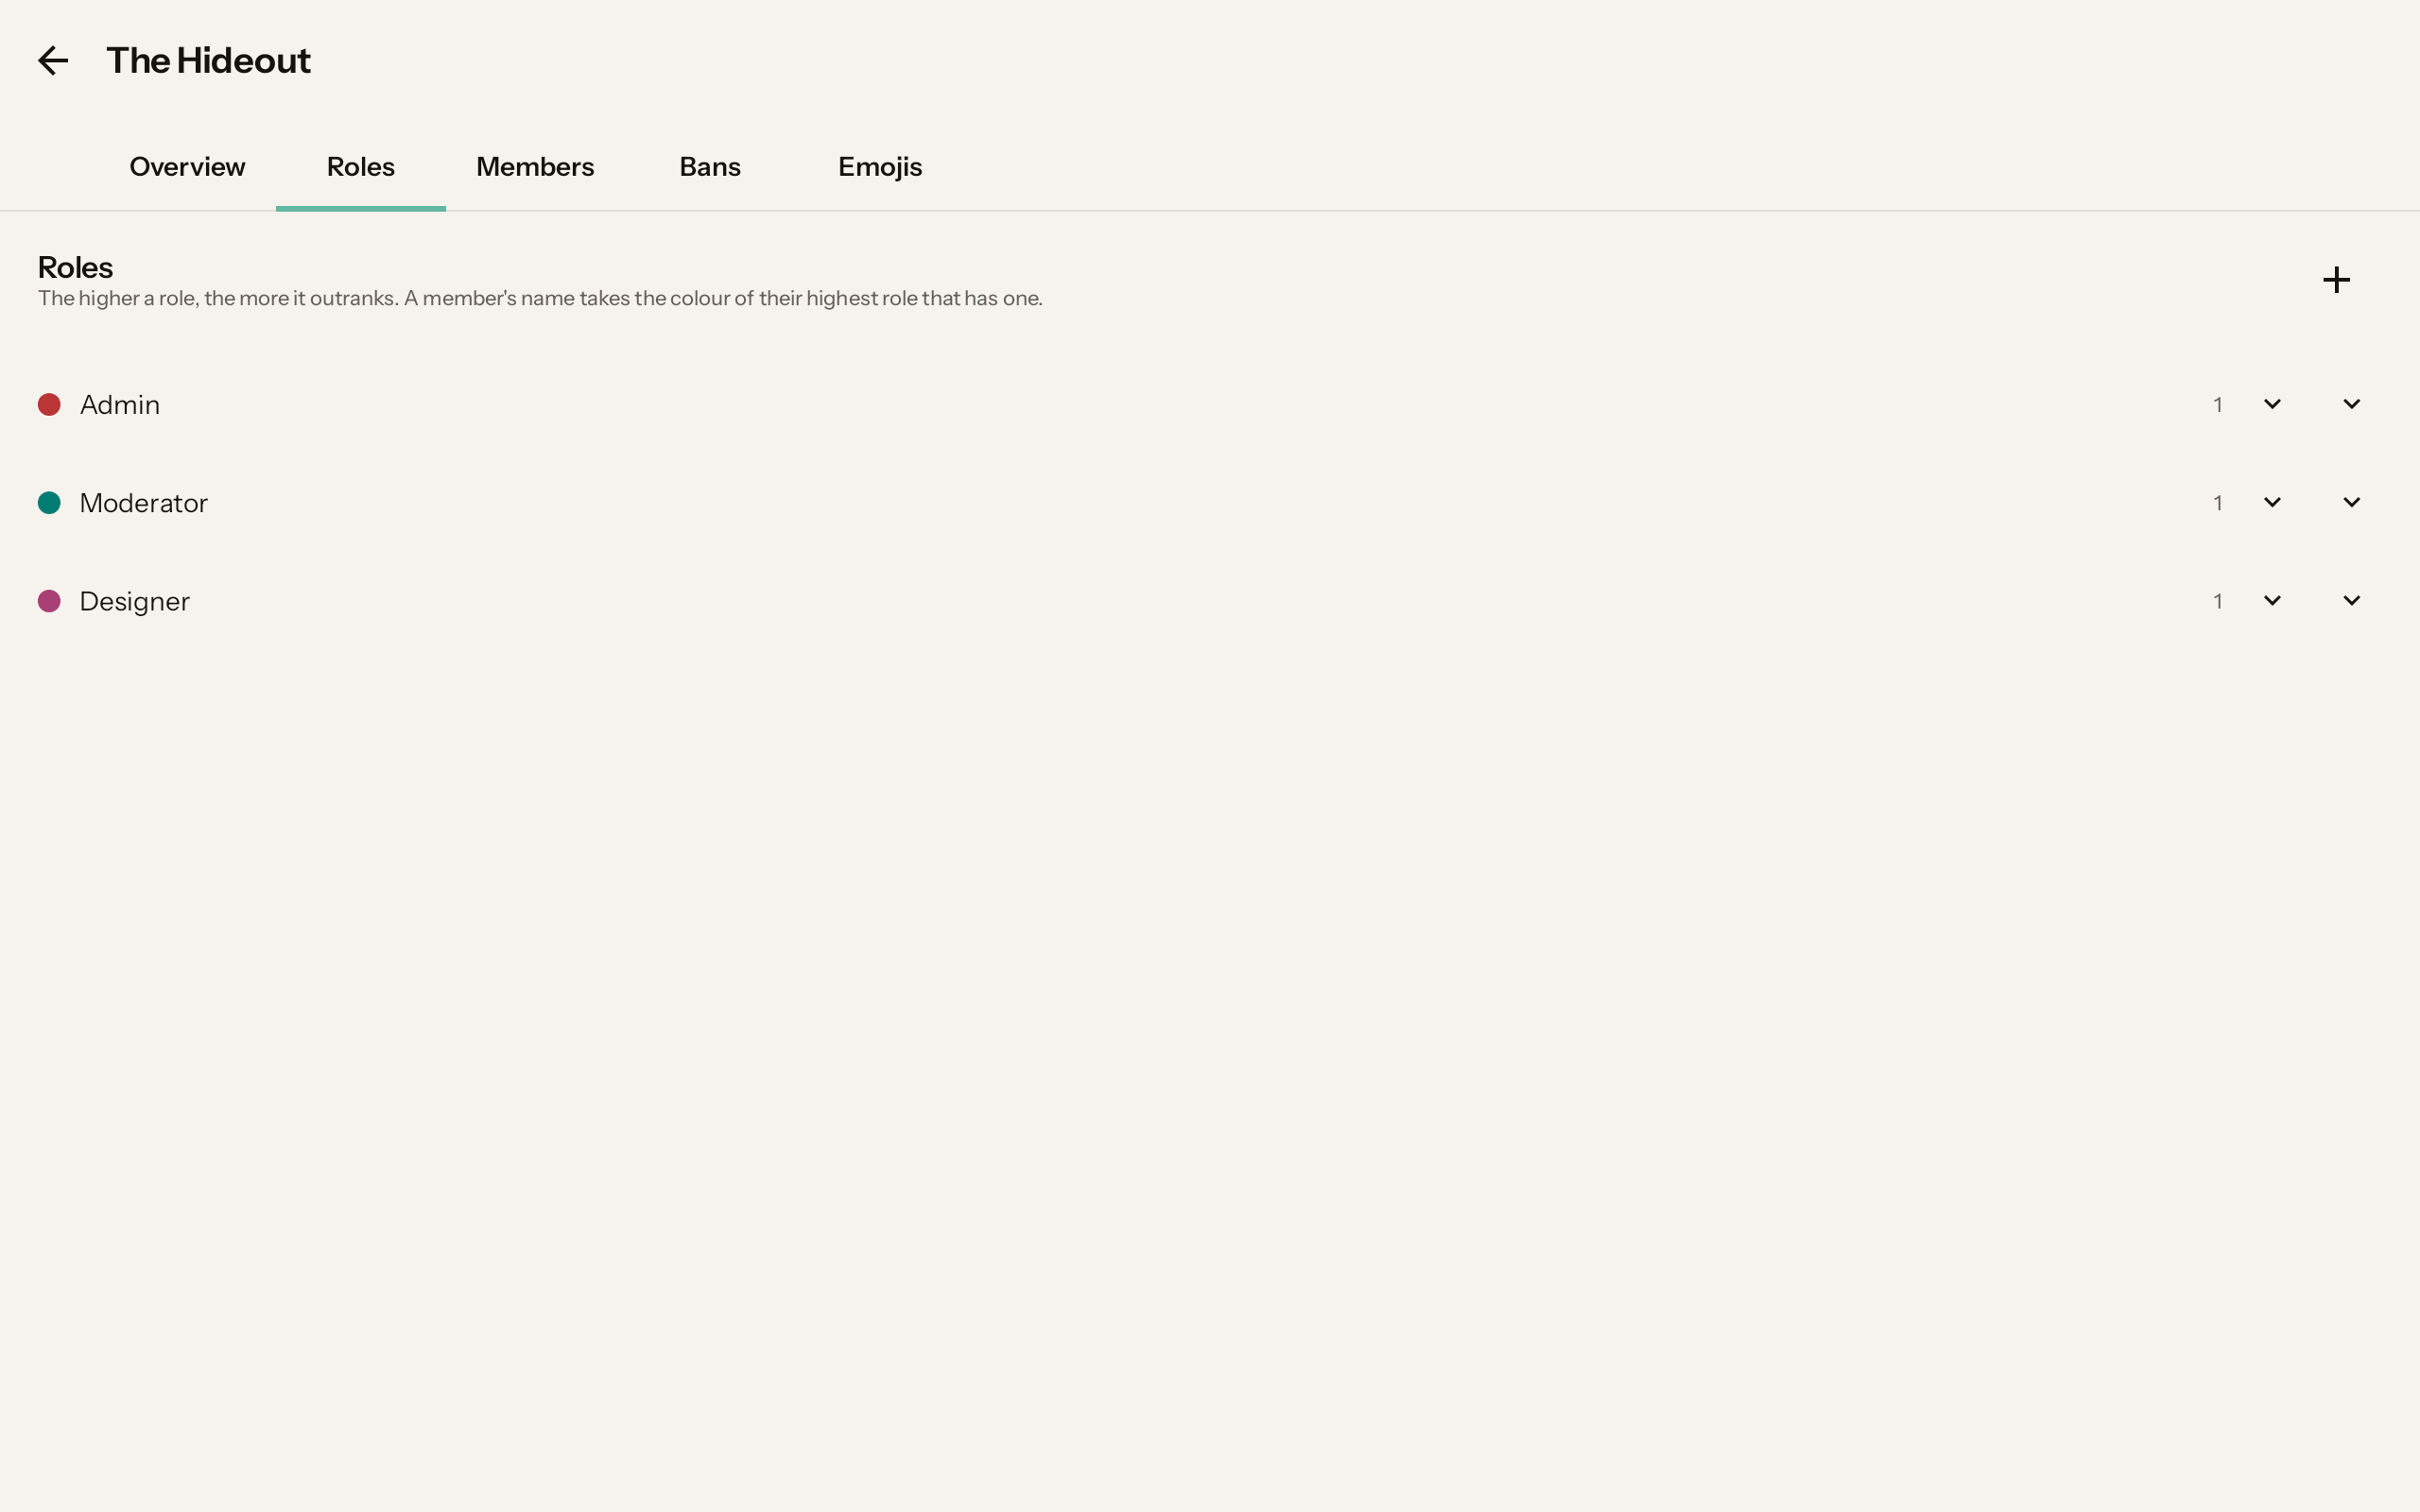 The Hideout
Overview Roles Members Bans Emojis
Roles
The higher a role, the more it outranks. A member's name takes the colour of their highest role that has one.
Admin 1
Moderator 1
Designer 1